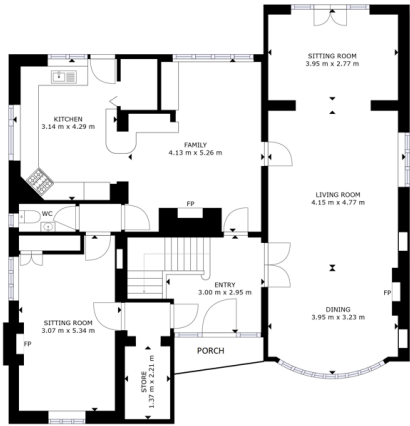 SITTING ROOM
3.95 m x 2.77 m
KITCHEN
3.14 m x 4.29 m
FAMILY
4.13 m x 5.26 m
LIVING ROOM
4.15 m x 4.77 m
WC
FP
ENTRY
3.00 m x 2.95 m
FP
DINING
3.95 m x 3.23 m
SITTING ROOM
3.07 m x 5.34 m
FP
PORCH
STORE
1.37 m x 2.21 m